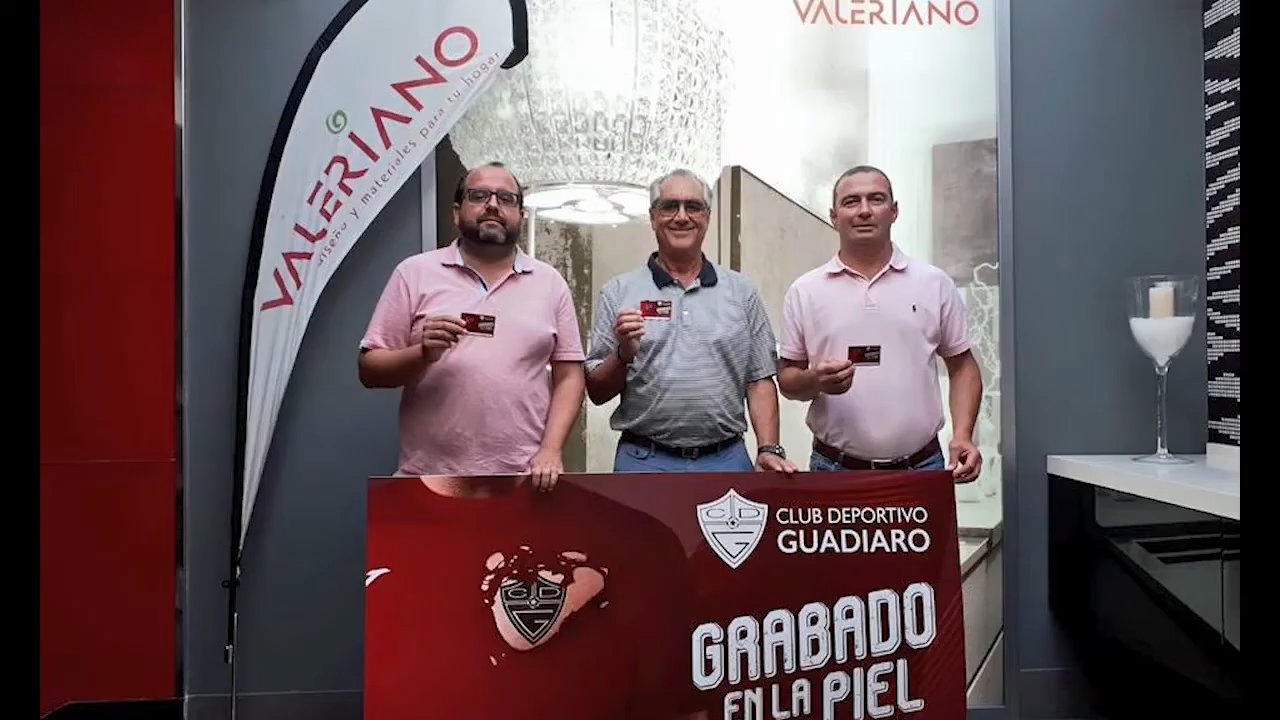 VALERIANO
VALERIANO
diseño y materiales para tu hogar
CLUB DEPORTIVO
GUADIARO
GRABADO
EN LA PIEL